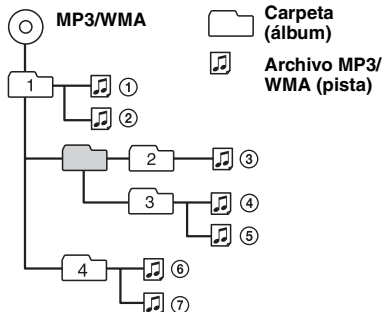 MP3/WMA
Carpeta
(álbum)
Archivo MP3/
WMA (pista)
1
①
②
2
③
3
④
⑤
4
⑥
⑦